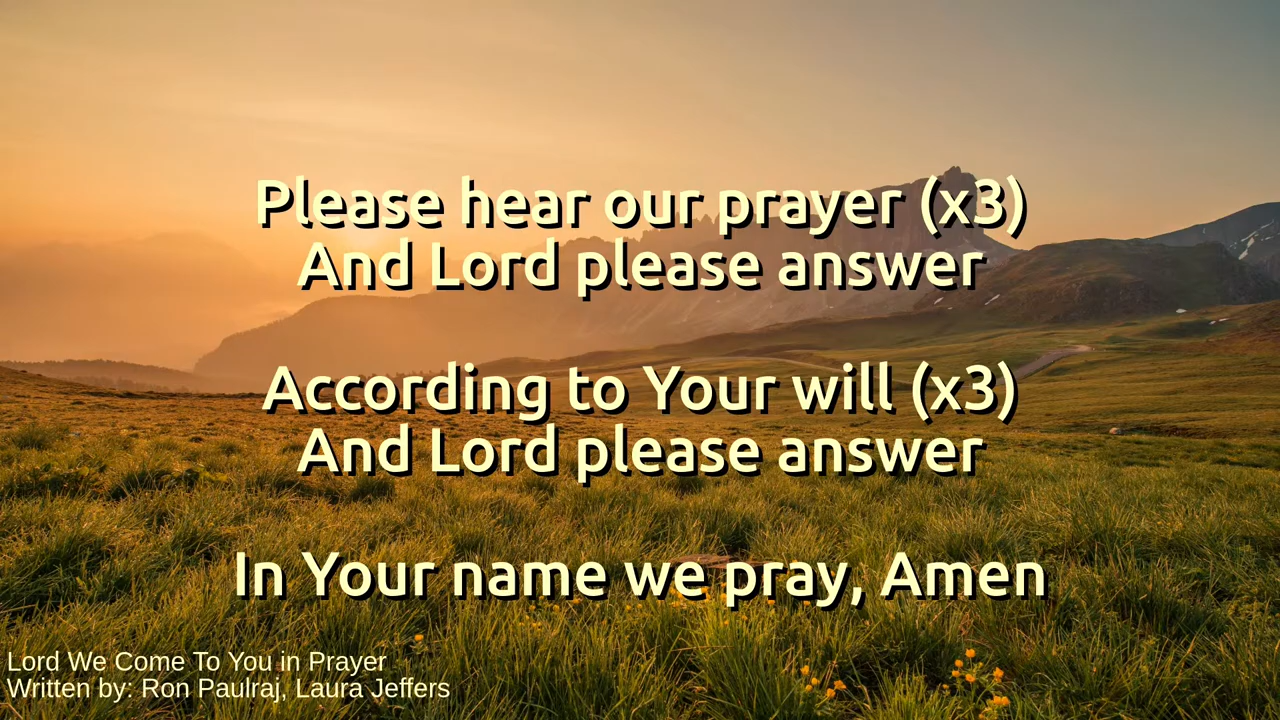 Please hear our prayer (x3)
And Lord please answer
According to Your will (x3)
And Lord please answer
In Your name we pray, Amen
Lord We Come To You in Prayer
Written by: Ron Paulraj, Laura Jeffers